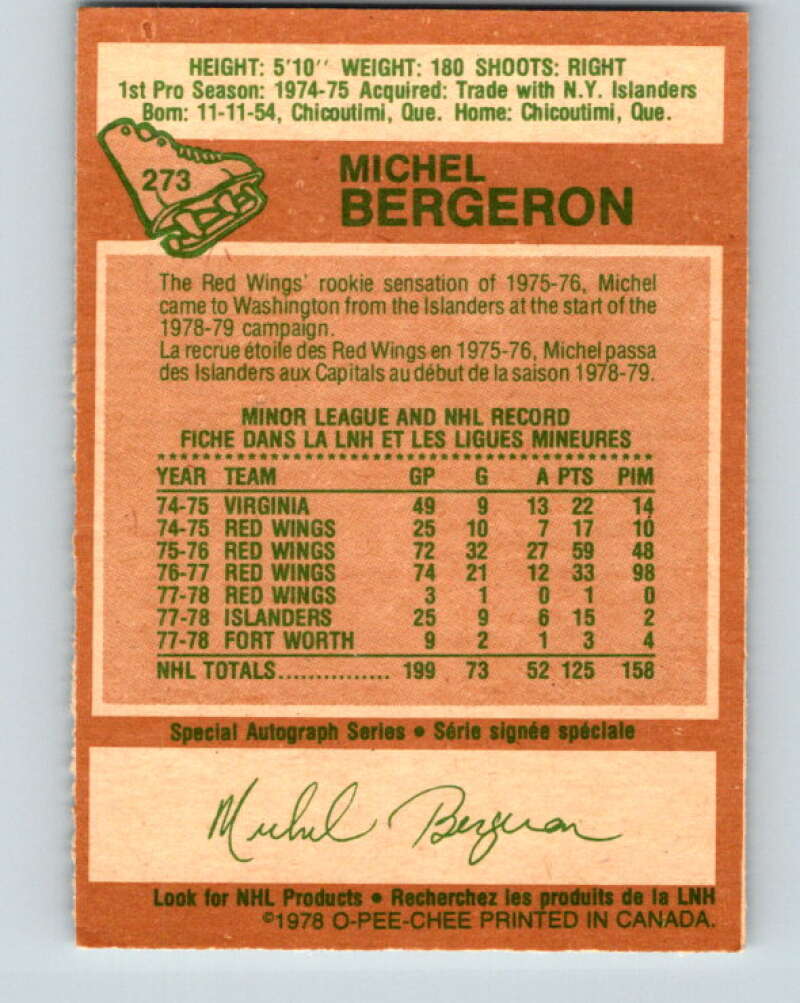 HEIGHT: 5'10'' WEIGHT: 180 SHOOTS: RIGHT
1st Pro Season: 1974-75 Acquired: Trade with N.Y. Islanders
Born: 11-11-54, Chicoutimi, Que. Home: Chicoutimi, Que.
273
MICHEL
BERGERON
The Red Wings' rookie sensation of 1975-76, Michel
came to Washington from the Islanders at the start of the
1978-79 campaign.
La recrue étoile des Red Wings en 1975-76, Michel passa
des Islanders aux Capitals au début de la saison 1978-79.
MINOR LEAGUE AND NHL RECORD
FICHE DANS LA LNH ET LES LIGUES MINEURES
YEAR TEAM GP G A PTS PIM
74-75 VIRGINIA 49 9 13 22 14
74-75 RED WINGS 25 10 7 17 10
75-76 RED WINGS 72 32 27 59 48
76-77 RED WINGS 74 21 12 33 98
77-78 RED WINGS 3 1 0 1 0
77-78 ISLANDERS 25 9 6 15 2
77-78 FORT WORTH 9 2 1 3 4
NHL TOTALS............... 199 73 52 125 158
Special Autograph Series • Série signée spéciale
Michel Bergeron
Look for NHL Products • Recherchez les produits de la LNH
©1978 O-PEE-CHEE PRINTED IN CANADA.